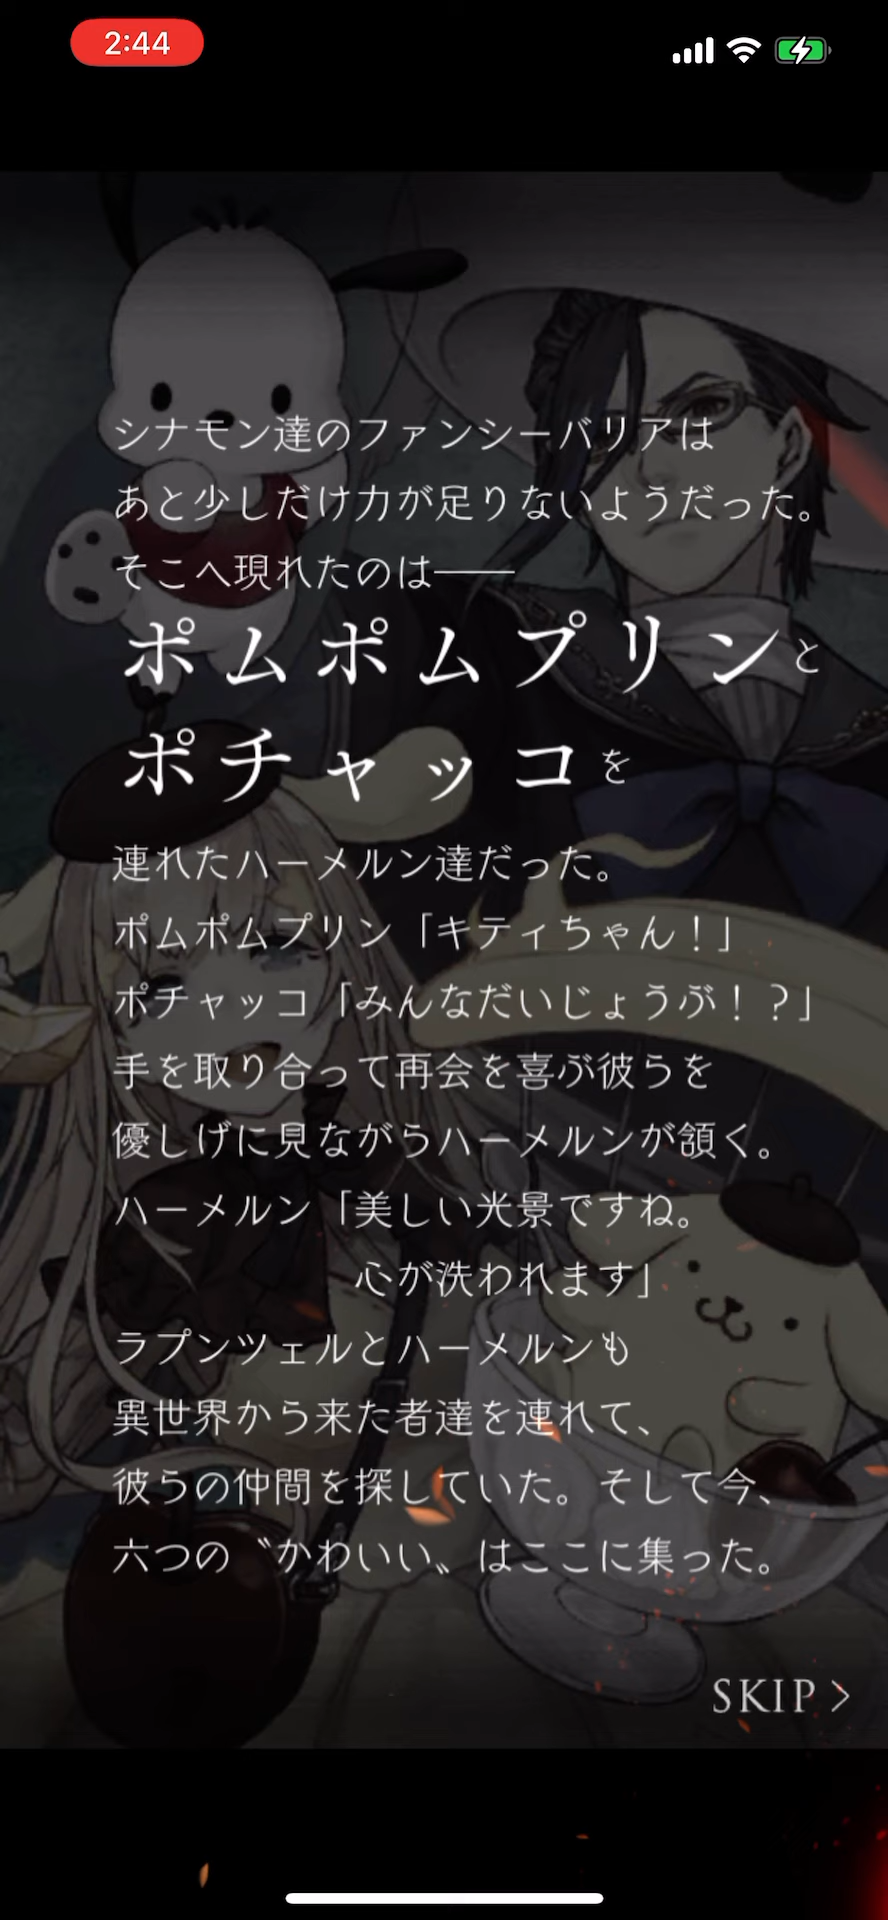 2:44
シナモン達のファンシーバリアは
あと少しだけ力が足りないようだった。
そこへ現れたのは――
ポムポムプリンと
ポチャッコを
連れたハーメルン達だった。
ポムポムプリン「キティちゃん！」
ポチャッコ「みんなだいじょうぶ！？」
手を取り合って再会を喜ぶ彼らを
優しげに見ながらハーメルンが頷く。
ハーメルン「美しい光景ですね。
心が洗われます」
ラプンツェルとハーメルンも
異世界から来た者達を連れて、
彼らの仲間を探していた。そして今、
六つの〝かわいい〟はここに集った。
SKIP >